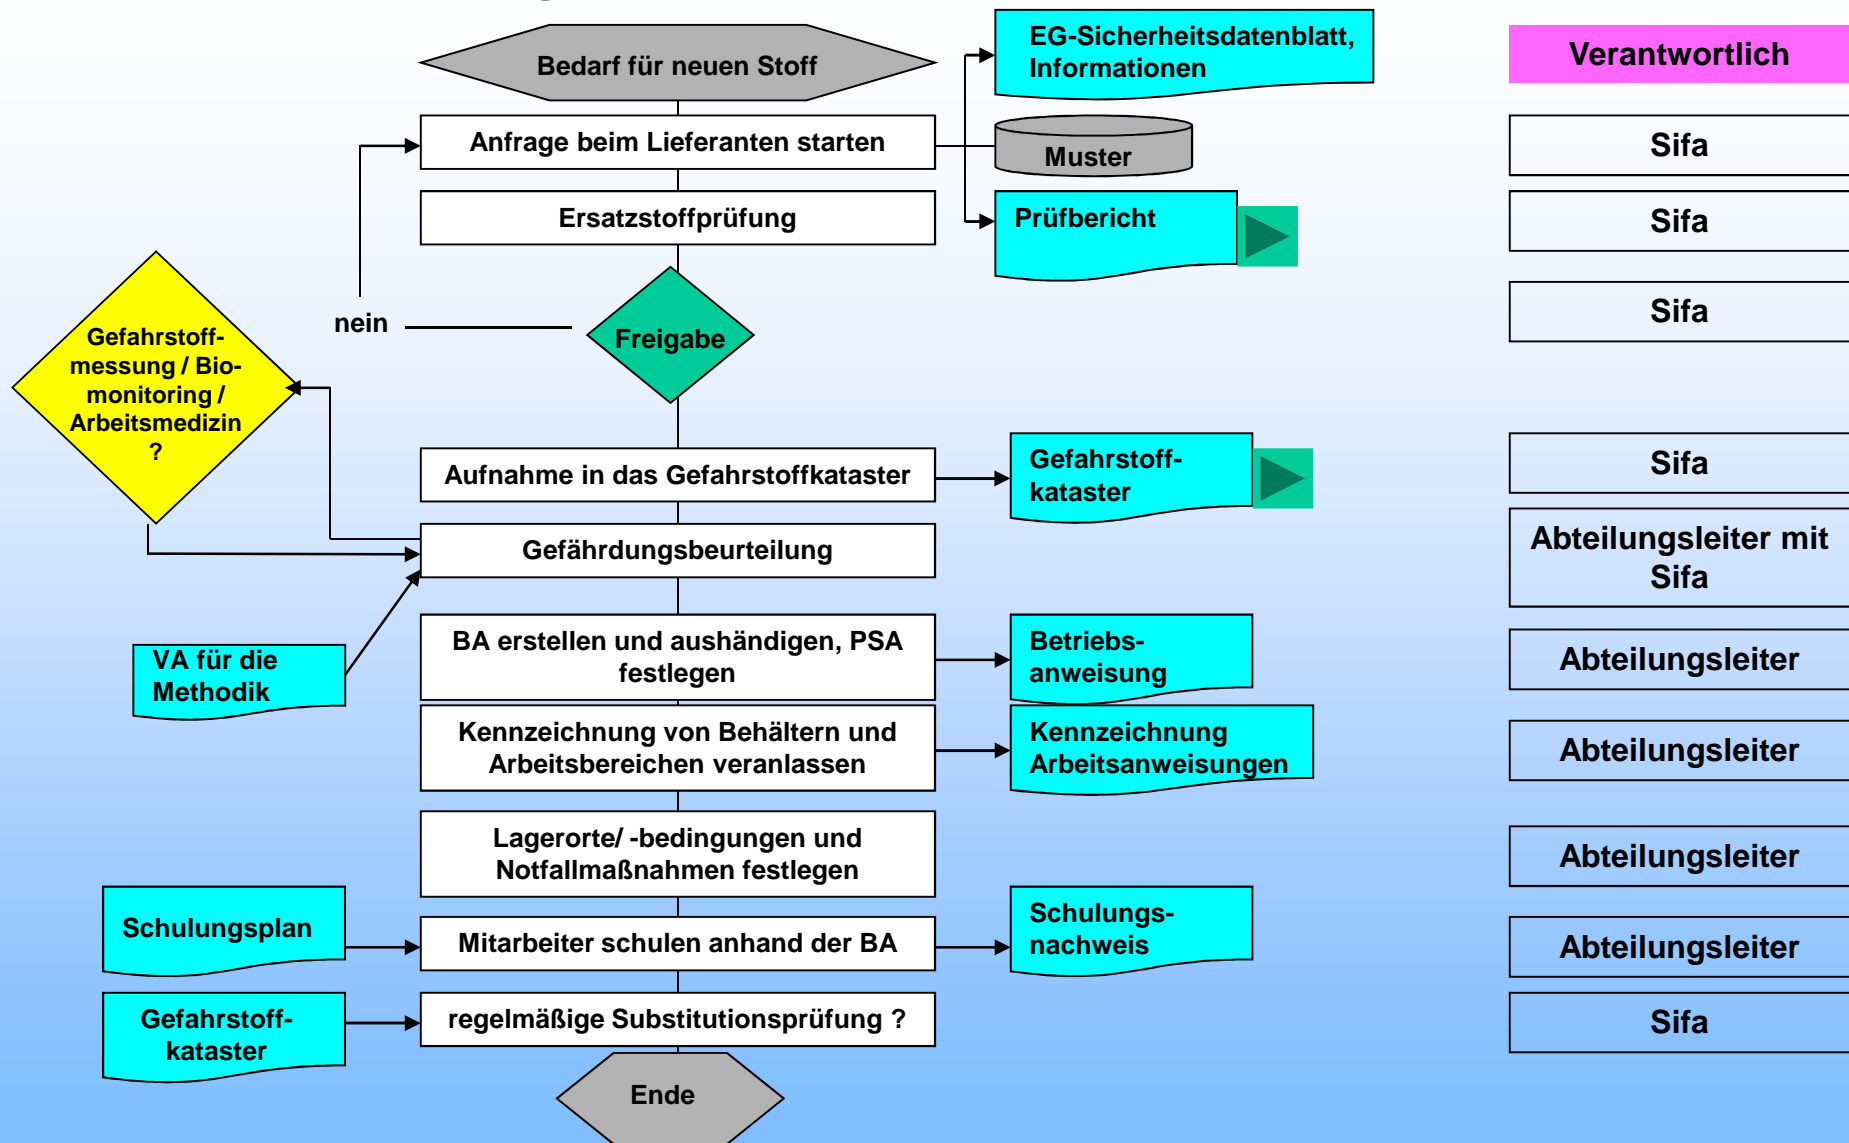 Bedarf für neuen Stoff
EG-Sicherheitsdatenblatt,
Informationen
Verantwortlich
Anfrage beim Lieferanten starten
Muster
Sifa
Ersatzstoffprüfung
Prüfbericht
Sifa
nein
Freigabe
Sifa
Gefahrstoff-
messung / Bio-
monitoring /
Arbeitsmedizin
?
Aufnahme in das Gefahrstoffkataster
Gefahrstoff-
kataster
Sifa
Gefährdungsbeurteilung
Abteilungsleiter mit
Sifa
VA für die
Methodik
BA erstellen und aushändigen, PSA
festlegen
Betriebs-
anweisung
Abteilungsleiter
Kennzeichnung von Behältern und
Arbeitsbereichen veranlassen
Kennzeichnung
Arbeitsanweisungen
Abteilungsleiter
Lagerorte/ -bedingungen und
Notfallmaßnahmen festlegen
Abteilungsleiter
Schulungsplan
Mitarbeiter schulen anhand der BA
Schulungs-
nachweis
Abteilungsleiter
Gefahrstoff-
kataster
regelmäßige Substitutionsprüfung ?
Sifa
Ende